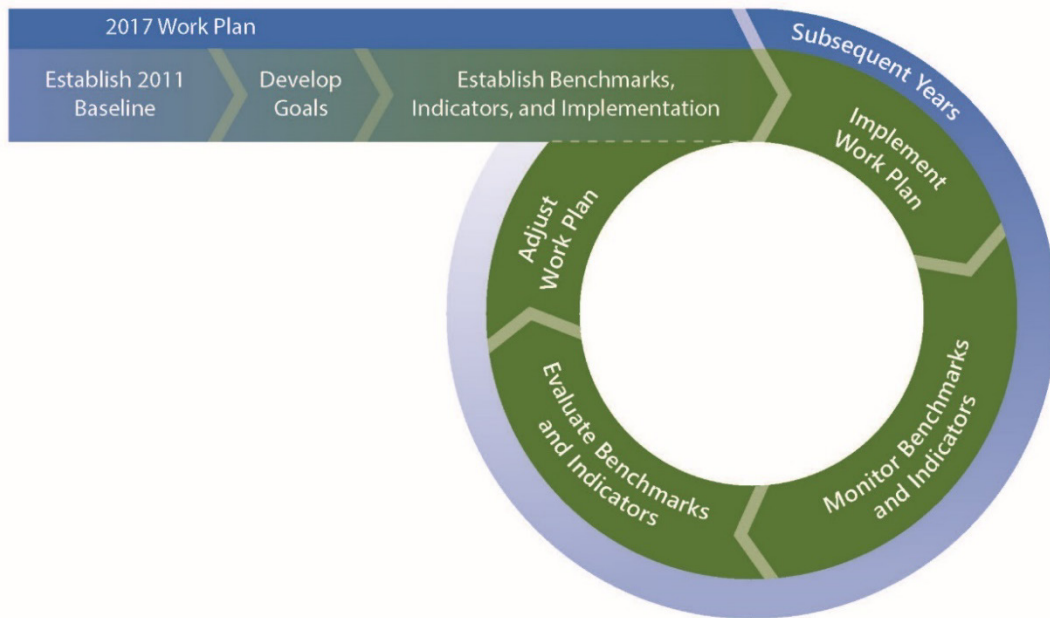 2017 Work Plan
Establish 2011
Baseline
Develop
Goals
Establish Benchmarks,
Indicators, and Implementation
Subsequent Years
Implement
Work Plan
Monitor Benchmarks
and Indicators
Evaluate Benchmarks
and Indicators
Adjust
Work Plan